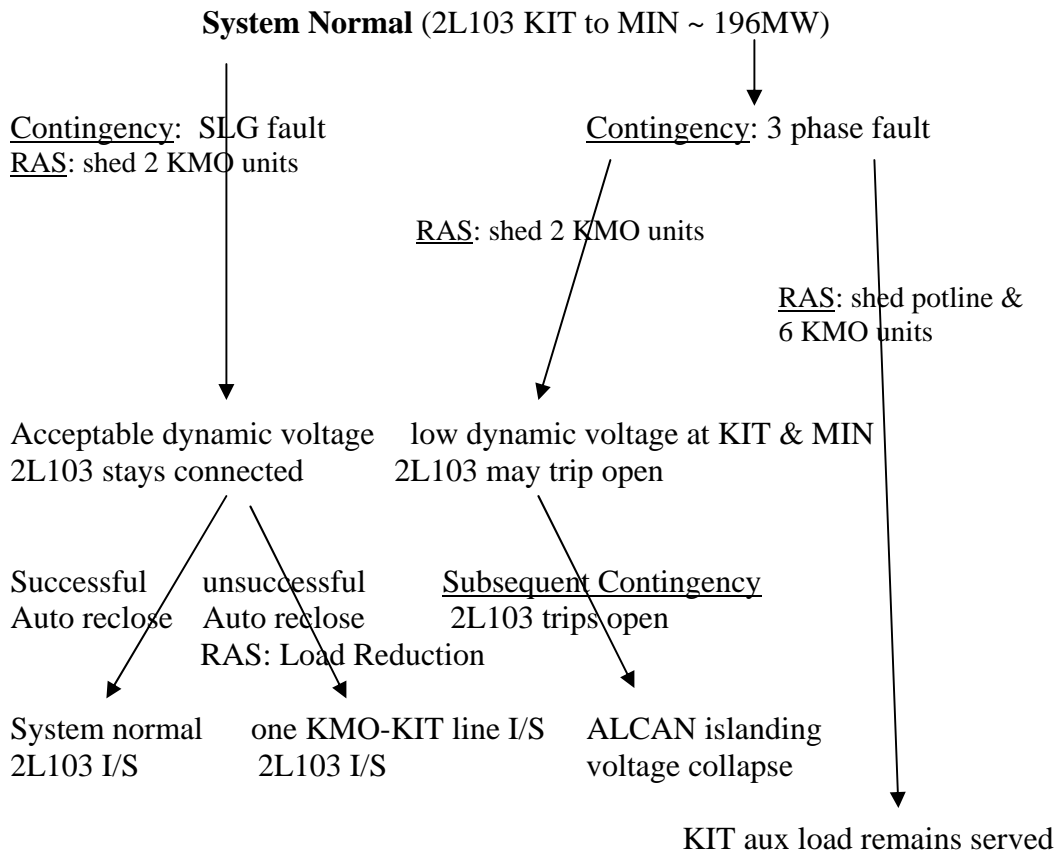 System Normal (2L103 KIT to MIN ~ 196MW)
Contingency: SLG fault
RAS: shed 2 KMO units
Contingency: 3 phase fault
RAS: shed 2 KMO units
RAS: shed potline &
6 KMO units
Acceptable dynamic voltage
2L103 stays connected
low dynamic voltage at KIT & MIN
2L103 may trip open
Successful
Auto reclose
unsuccessful
Auto reclose
RAS: Load Reduction
Subsequent Contingency
2L103 trips open
System normal
2L103 I/S
one KMO-KIT line I/S
2L103 I/S
ALCAN islanding
voltage collapse
KIT aux load remains served